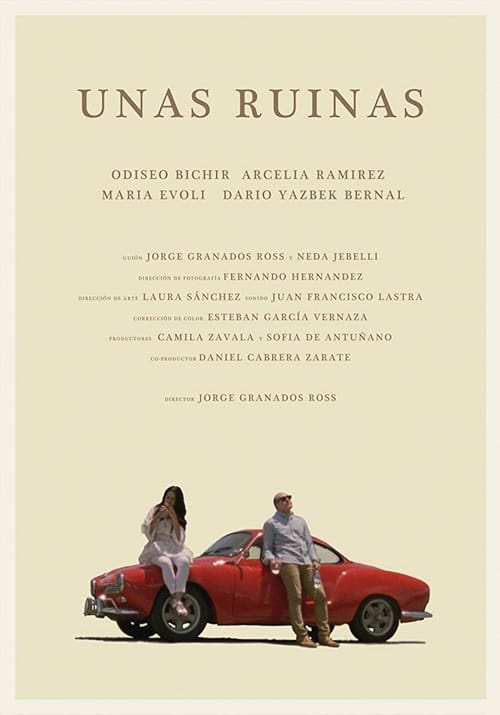 UNAS RUINAS
ODISEO BICHIR ARCELIA RAMIREZ
MARIA EVOLI DARIO YAZBEK BERNAL
GUIÓN JORGE GRANADOS ROSS Y NEDA JEBELLI
DIRECCIÓN DE FOTOGRAFÍA FERNANDO HERNANDEZ
DIRECCIÓN DE ARTE LAURA SÁNCHEZ SONIDO JUAN FRANCISCO LASTRA
CORRECCIÓN DE COLOR ESTEBAN GARCÍA VERNAZA
PRODUCTORES CAMILA ZAVALA Y SOFIA DE ANTUÑANO
CO-PRODUCTOR DANIEL CABRERA ZARATE
DIRECTOR JORGE GRANADOS ROSS